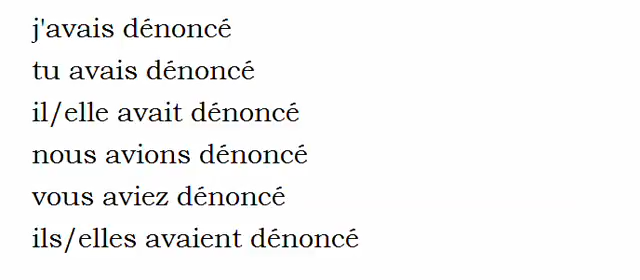 j'avais dénoncé
tu avais dénoncé
il/elle avait dénoncé
nous avions dénoncé
vous aviez dénoncé
ils/elles avaient dénoncé